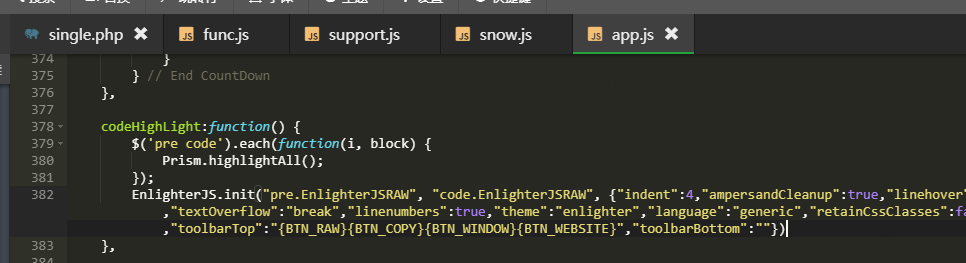 single.php
func.js
support.js
snow.js
app.js
374 }
375 } // End CountDown
376 },
377
378 codeHighLight:function() {
379 $('pre code').each(function(i, block) {
380 Prism.highlightAll();
381 });
382 EnlighterJS.init("pre.EnlighterJSRAW", "code.EnlighterJSRAW", {"indent":4,"ampersandCleanup":true,"linehover"
,"textOverflow":"break","linenumbers":true,"theme":"enlighter","language":"generic","retainCssClasses":fa
,"toolbarTop":"{BTN_RAW}{BTN_COPY}{BTN_WINDOW}{BTN_WEBSITE}","toolbarBottom":""})
383 },